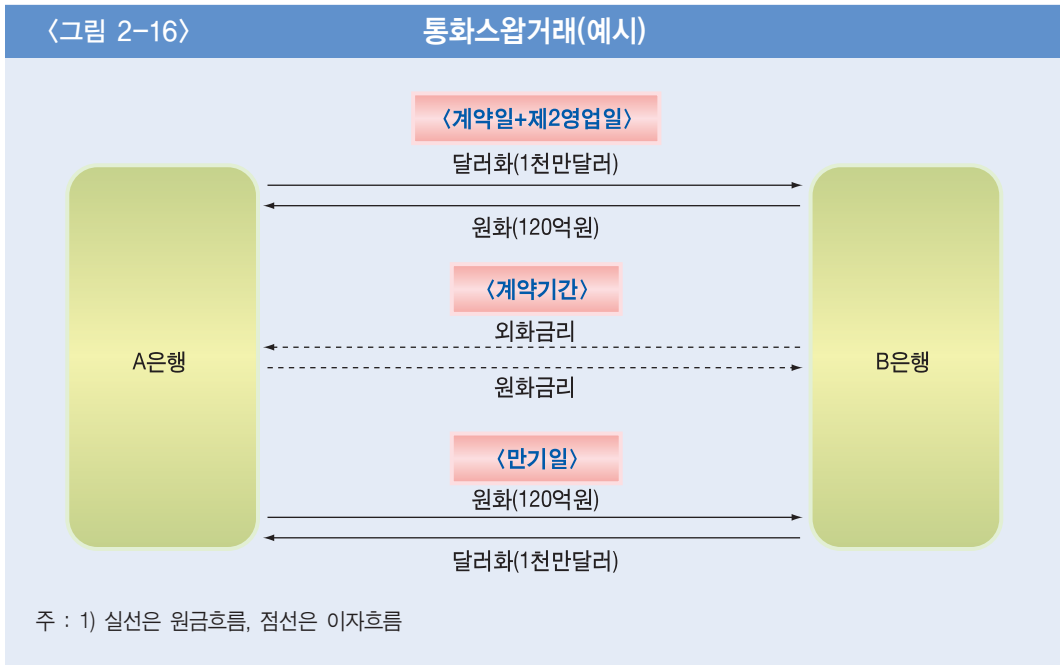 〈그림 2-16〉 통화스왑거래(예시)
〈계약일+제2영업일〉
달러화(1천만달러)
원화(120억원)
〈계약기간〉
외화금리
A은행
B은행
원화금리
〈만기일〉
원화(120억원)
달러화(1천만달러)
주 : 1) 실선은 원금흐름, 점선은 이자흐름